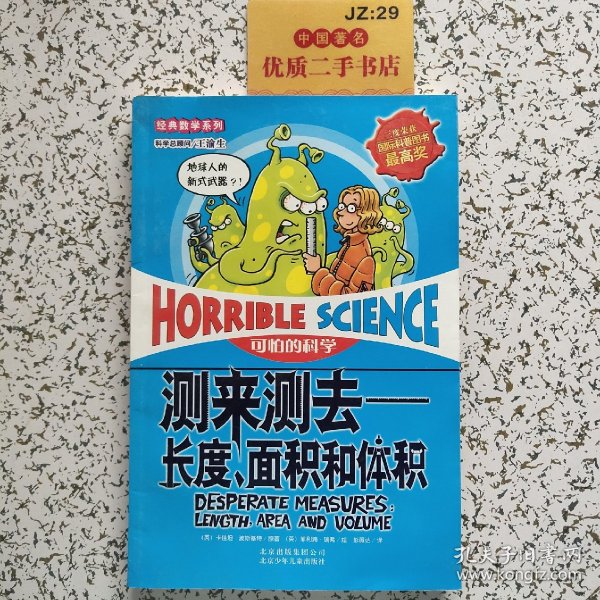 JZ:29
中国著名
优质二手书店
经典数学系列
科学总顾问/王渝生
三度荣获
国际科普图书
最高奖
地球人的
新式武器?!
HORRIBLE SCIENCE
可怕的科学
测来测去——
长度、面积和体积
DESPERATE MEASURES:
LENGTH, AREA AND VOLUME
北京出版集团公司
北京少年儿童出版社
孔夫子旧书网
book.kongfz.com